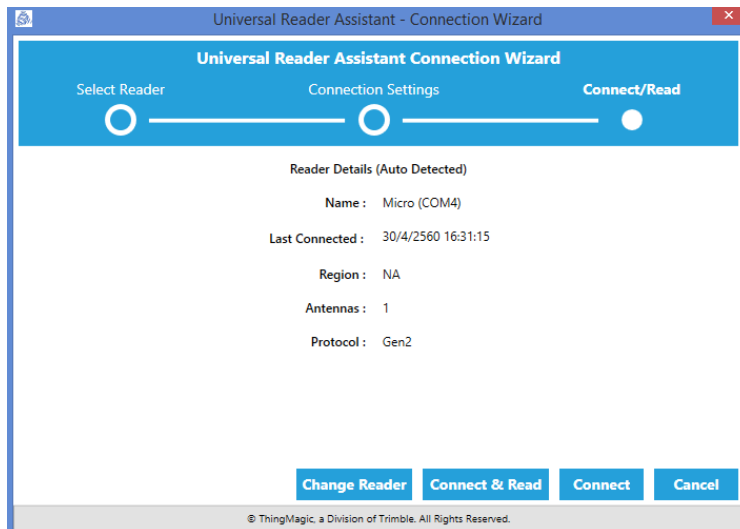 Universal Reader Assistant - Connection Wizard
Universal Reader Assistant Connection Wizard
Select Reader Connection Settings Connect/Read
Reader Details (Auto Detected)
Name : Micro (COM4)
Last Connected : 30/4/2560 16:31:15
Region : NA
Antennas : 1
Protocol : Gen2
Change Reader Connect & Read Connect Cancel
© ThingMagic, a Division of Trimble. All Rights Reserved.